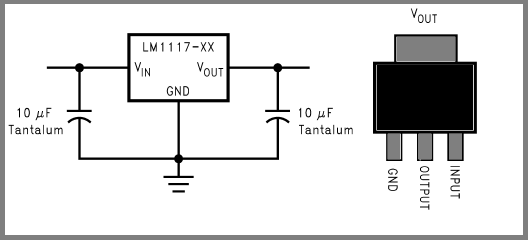 LM1117-XX
VIN
VOUT
GND
10 µF
Tantalum
10 µF
Tantalum
VOUT
GND
OUTPUT
INPUT